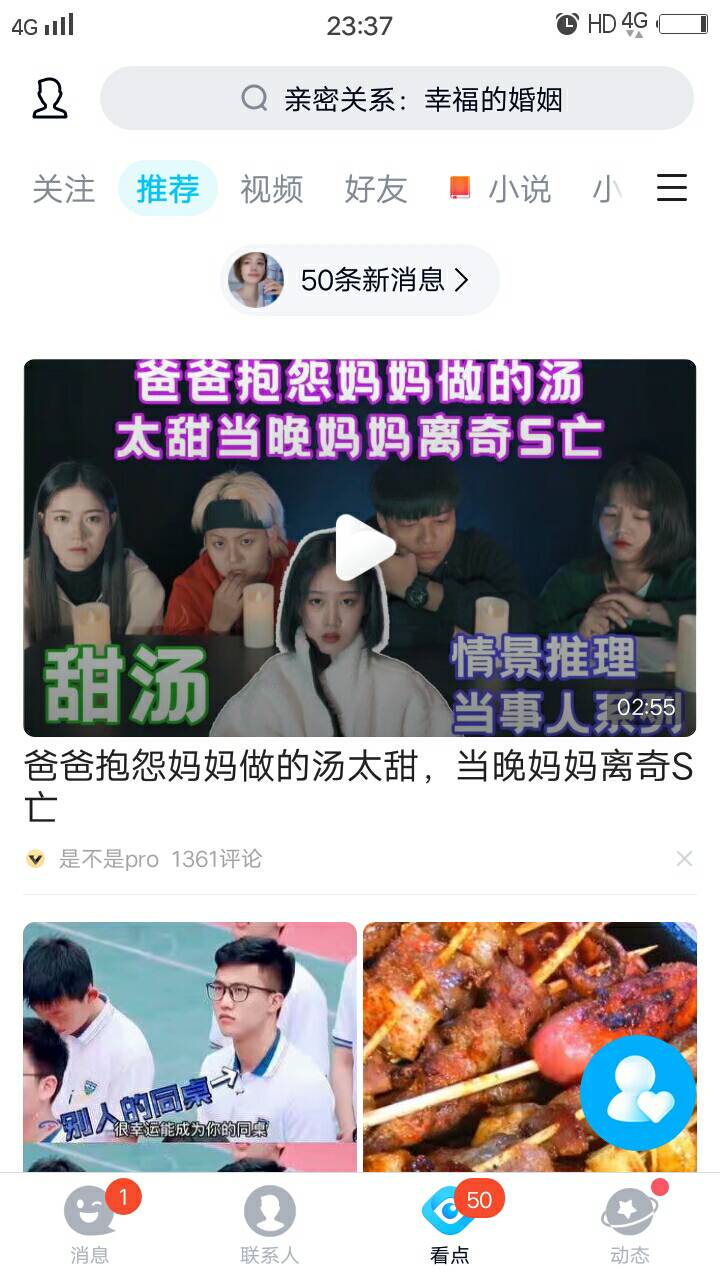 4G 23:37 HD 4G
亲密关系：幸福的婚姻
关注 推荐 视频 好友 小说 小
50条新消息
爸爸抱怨妈妈做的汤
太甜当晚妈妈离奇S亡
甜汤
情景推理
当事人系列
02:55
爸爸抱怨妈妈做的汤太甜，当晚妈妈离奇S
亡
是不是pro 1361评论
别人的同桌
很幸运能成为你的同桌
1 50
消息 联系人 看点 动态